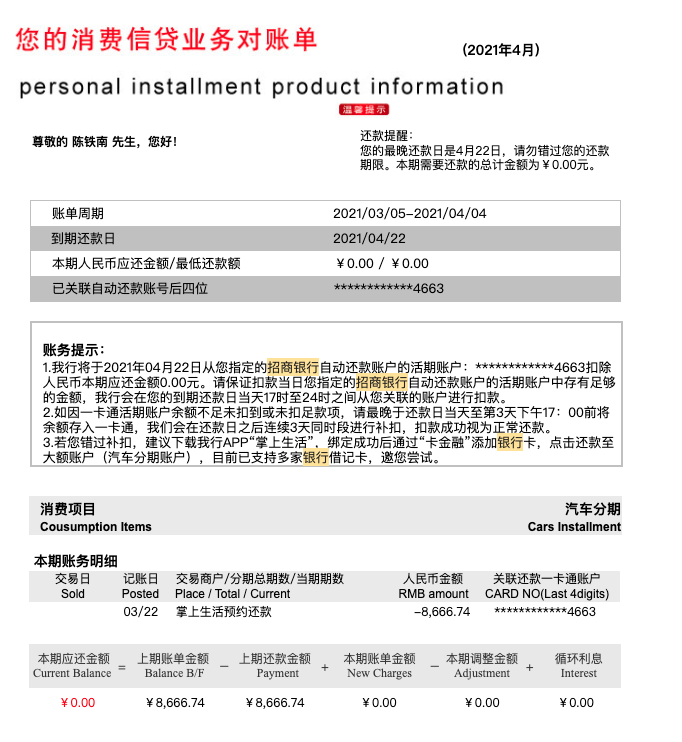 您的消费信贷业务对账单
(2021年4月)
personal installment product information
温馨提示
尊敬的 陈铁南 先生，您好！
还款提醒：
您的最晚还款日是4月22日，请勿错过您的还款
期限。本期需要还款的总计金额为￥0.00元。
账单周期 2021/03/05-2021/04/04
到期还款日 2021/04/22
本期人民币应还金额/最低还款额 ￥0.00 / ￥0.00
已关联自动还款账号后四位 ************4663
账务提示：
1.我行将于2021年04月22日从您指定的招商银行自动还款账户的活期账户：************4663扣除
人民币本期应还金额0.00元。请保证扣款当日您指定的招商银行自动还款账户的活期账户中存有足够
的金额，我行会在您的到期还款日当天17时至24时之间从您关联的账户进行扣款。
2.如因一卡通活期账户余额不足未扣到或未扣足款项，请最晚于还款日当天至第3天下午17：00前将
余额存入一卡通，我们会在还款日之后连续3天同时段进行补扣，扣款成功视为正常还款。
3.若您错过补扣，建议下载我行APP“掌上生活”，绑定成功后通过“卡金融”添加银行卡，点击还款至
大额账户（汽车分期账户），目前已支持多家银行借记卡，邀您尝试。
消费项目 汽车分期
Cousumption Items Cars Installment
本期账务明细
交易日 记账日 交易商户/分期总期数/当期期数 人民币金额 关联还款一卡通账户
Sold Posted Place / Total / Current RMB amount CARD NO(Last 4digits)
03/22 掌上生活预约还款 -8,666.74 ************4663
本期应还金额 = 上期账单金额 － 上期还款金额 + 本期账单金额 － 本期调整金额 + 循环利息
Current Balance Balance B/F Payment New Charges Adjustment Interest
￥0.00 ￥8,666.74 ￥8,666.74 ￥0.00 ￥0.00 ￥0.00